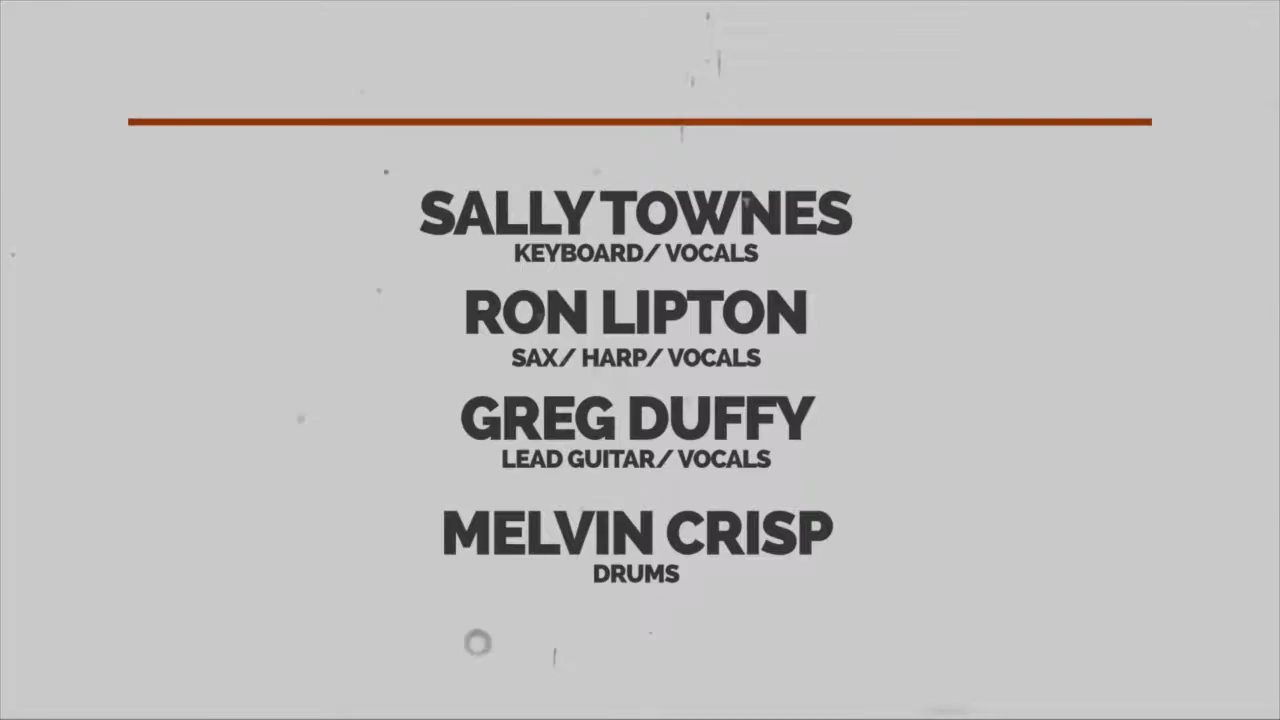 SALLY TOWNES
KEYBOARD/ VOCALS
RON LIPTON
SAX/ HARP/ VOCALS
GREG DUFFY
LEAD GUITAR/ VOCALS
MELVIN CRISP
DRUMS